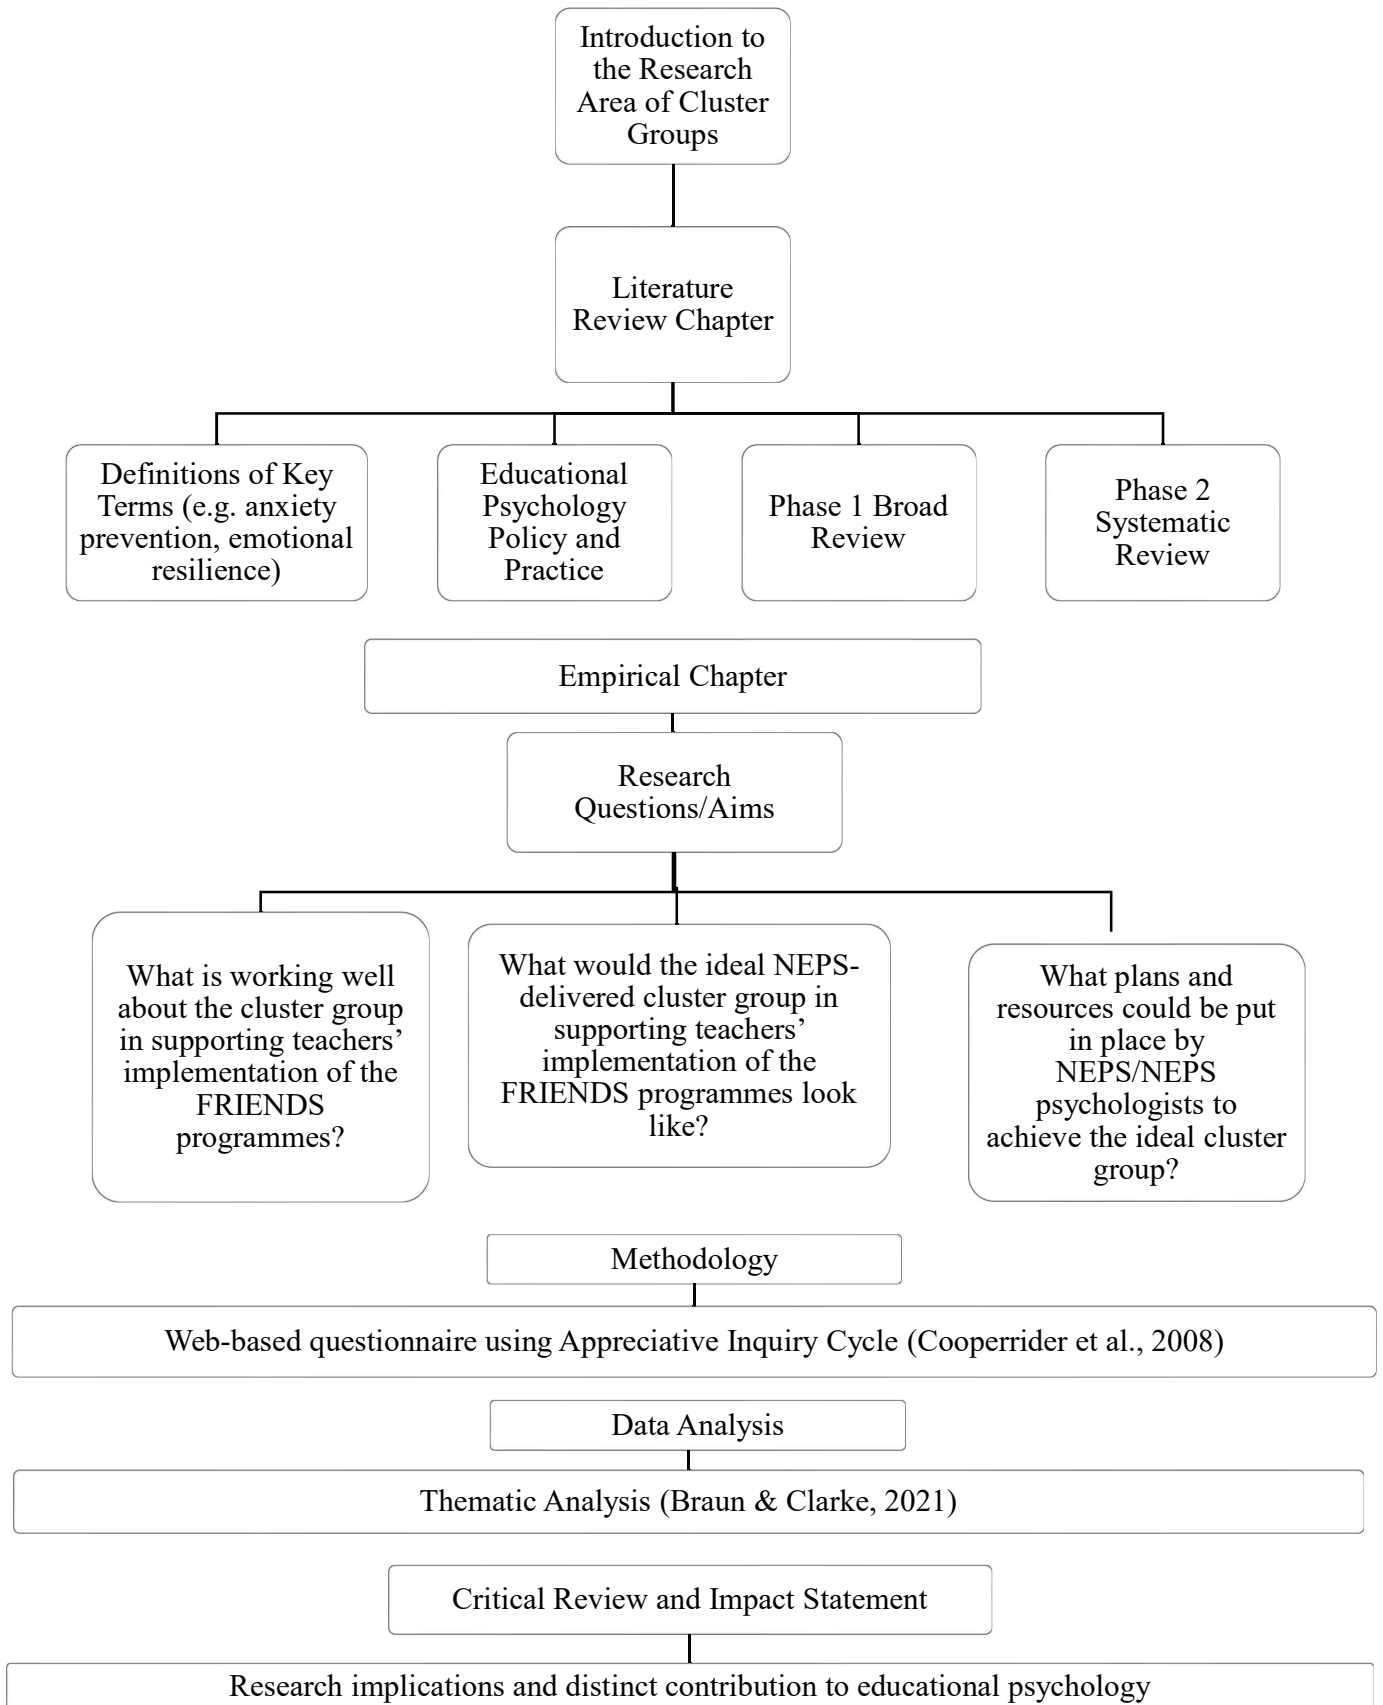 Introduction to
the Research
Area of Cluster
Groups
Literature
Review Chapter
Definitions of Key
Terms (e.g. anxiety
prevention, emotional
resilience)
Educational
Psychology
Policy and
Practice
Phase 1 Broad
Review
Phase 2
Systematic
Review
Empirical Chapter
Research
Questions/Aims
What is working well
about the cluster group
in supporting teachers’
implementation of the
FRIENDS
programmes?
What would the ideal NEPS-
delivered cluster group in
supporting teachers’
implementation of the
FRIENDS programmes look
like?
What plans and
resources could be put
in place by
NEPS/NEPS
psychologists to
achieve the ideal cluster
group?
Methodology
Web-based questionnaire using Appreciative Inquiry Cycle (Cooperrider et al., 2008)
Data Analysis
Thematic Analysis (Braun & Clarke, 2021)
Critical Review and Impact Statement
Research implications and distinct contribution to educational psychology